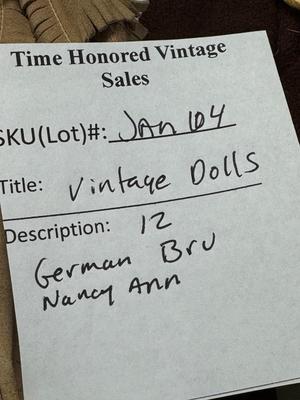 Time Honored Vintage
Sales
SKU(Lot)#: JAN 104
Title: Vintage Dolls
Description: 12
German Bru
Nancy Ann